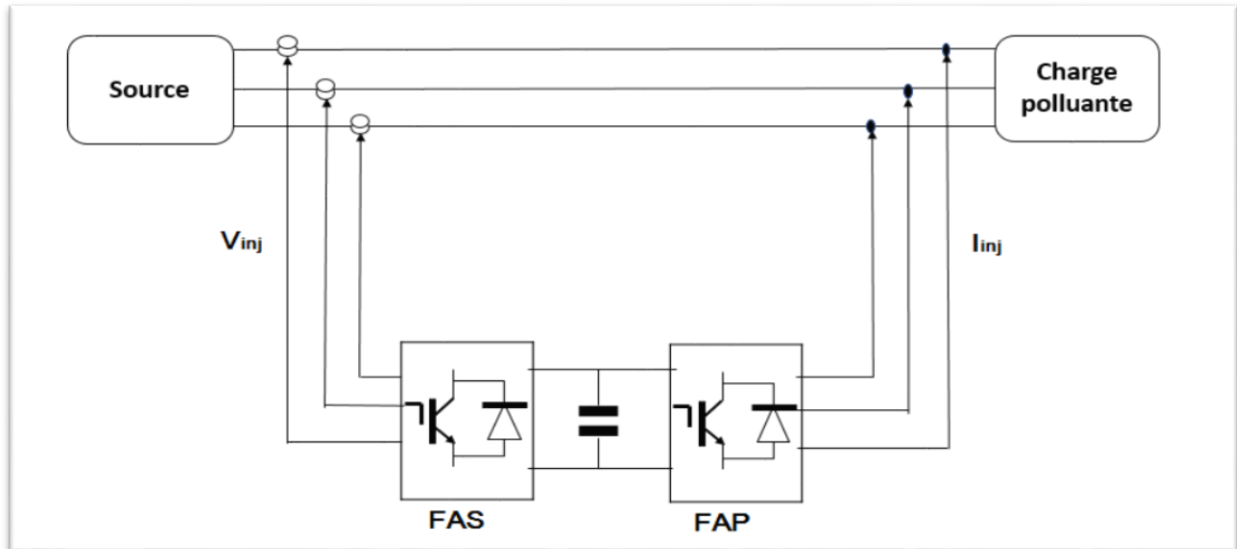 Source
Charge
polluante
Vinj
Iinj
FAS
FAP